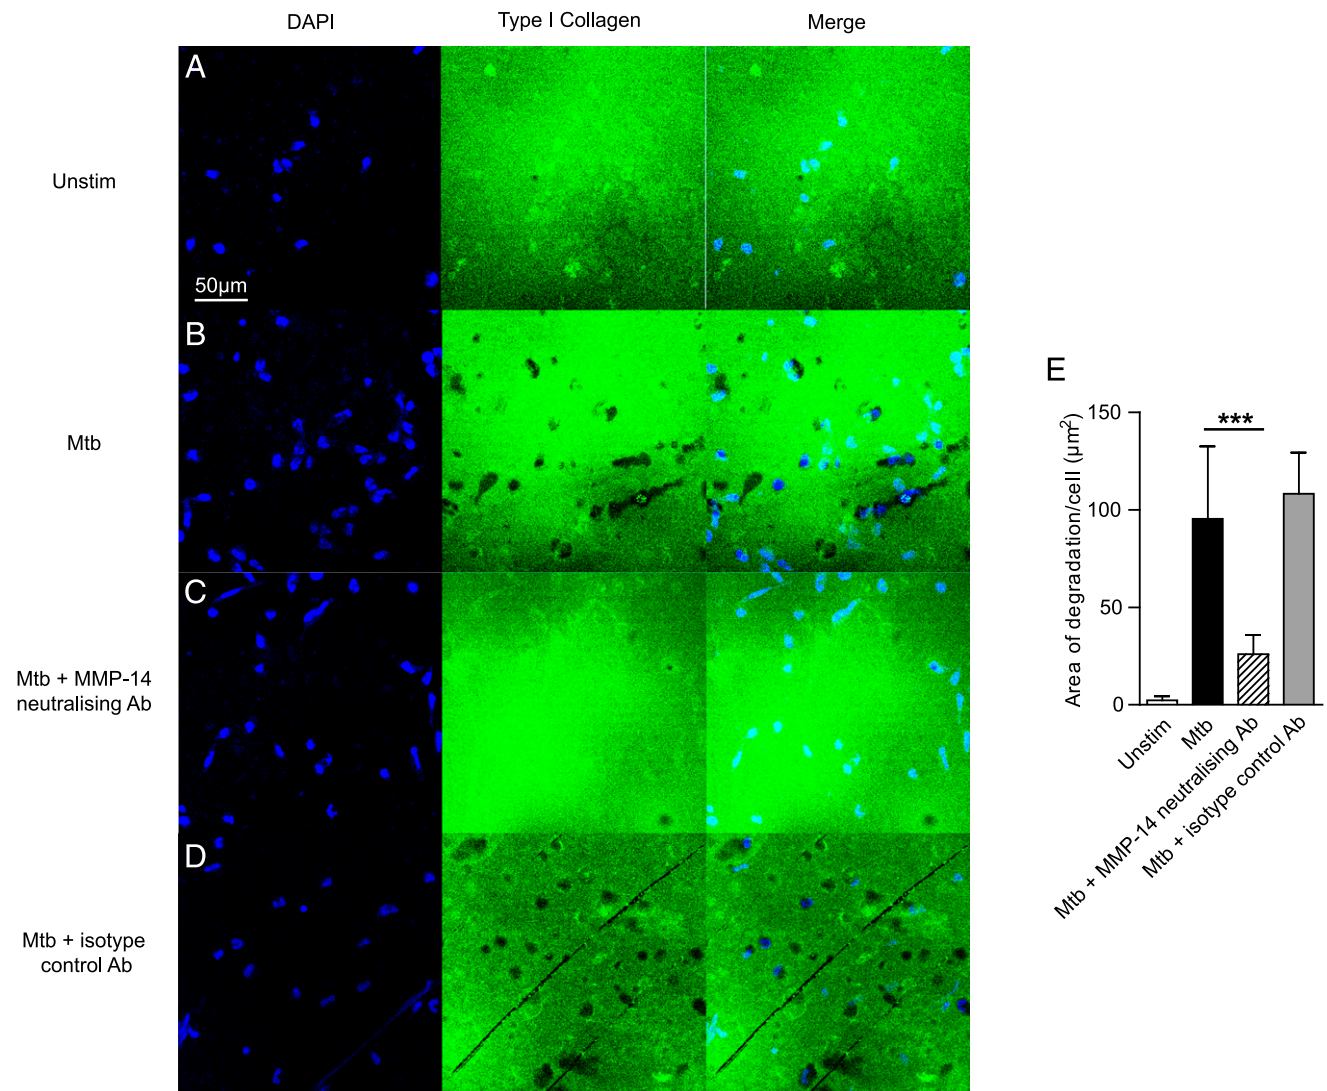 DAPI
Type I Collagen
Merge
A
Unstim
50μm
B
Mtb
C
Mtb + MMP-14
neutralising Ab
D
Mtb + isotype
control Ab
E
Area of degradation/cell (μm²)
150
100
50
0
***
Unstim
Mtb
Mtb + MMP-14 neutralising Ab
Mtb + isotype control Ab